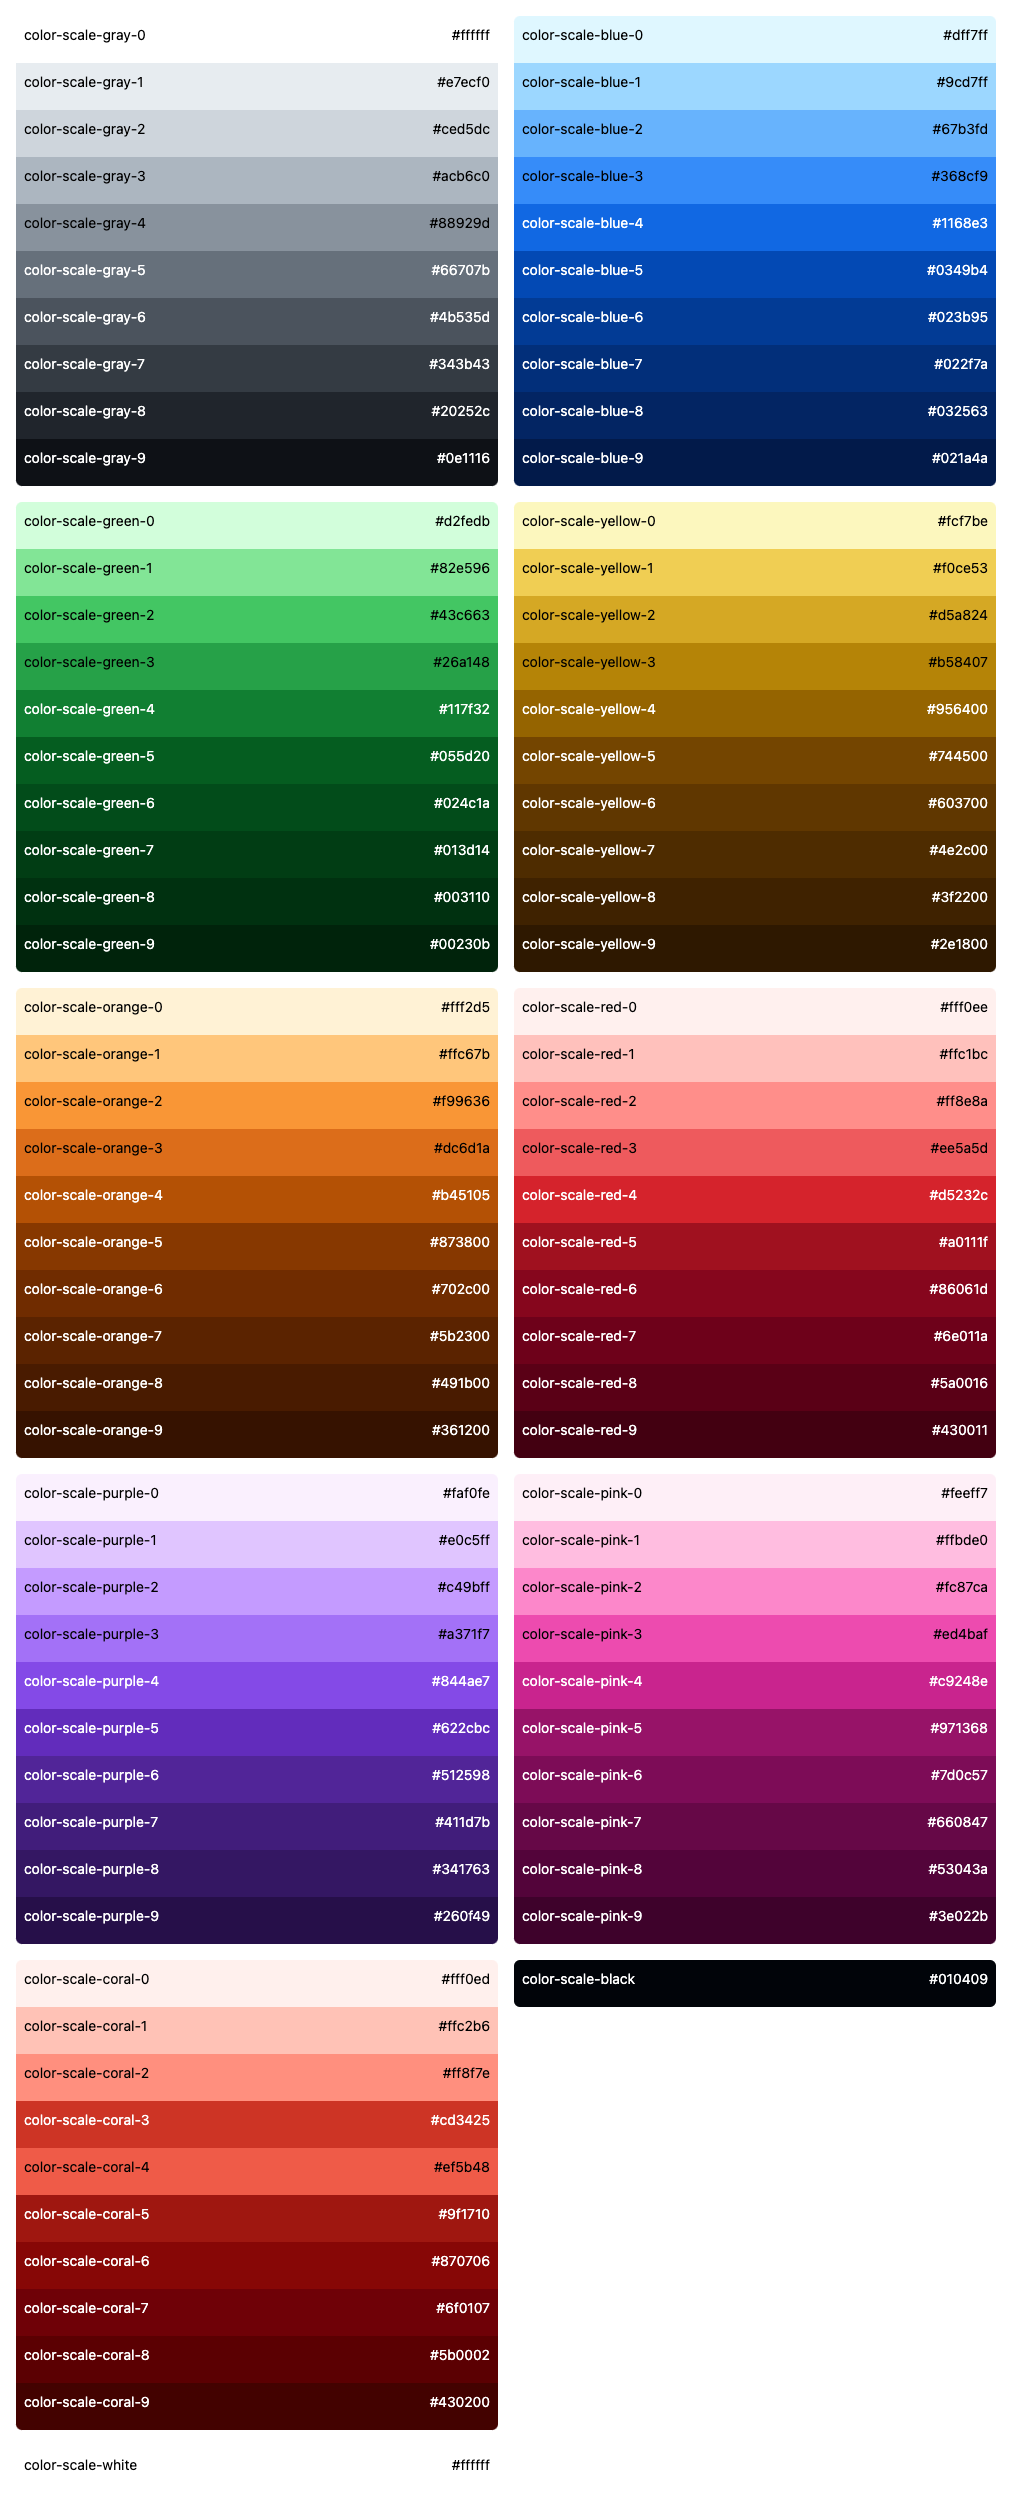 color-scale-gray-0 #ffffff
color-scale-gray-1 #e7ecf0
color-scale-gray-2 #ced5dc
color-scale-gray-3 #acb6c0
color-scale-gray-4 #88929d
color-scale-gray-5 #66707b
color-scale-gray-6 #4b535d
color-scale-gray-7 #343b43
color-scale-gray-8 #20252c
color-scale-gray-9 #0e1116
color-scale-blue-0 #dff7ff
color-scale-blue-1 #9cd7ff
color-scale-blue-2 #67b3fd
color-scale-blue-3 #368cf9
color-scale-blue-4 #1168e3
color-scale-blue-5 #0349b4
color-scale-blue-6 #023b95
color-scale-blue-7 #022f7a
color-scale-blue-8 #032563
color-scale-blue-9 #021a4a
color-scale-green-0 #d2fedb
color-scale-green-1 #82e596
color-scale-green-2 #43c663
color-scale-green-3 #26a148
color-scale-green-4 #117f32
color-scale-green-5 #055d20
color-scale-green-6 #024c1a
color-scale-green-7 #013d14
color-scale-green-8 #003110
color-scale-green-9 #00230b
color-scale-yellow-0 #fcf7be
color-scale-yellow-1 #f0ce53
color-scale-yellow-2 #d5a824
color-scale-yellow-3 #b58407
color-scale-yellow-4 #956400
color-scale-yellow-5 #744500
color-scale-yellow-6 #603700
color-scale-yellow-7 #4e2c00
color-scale-yellow-8 #3f2200
color-scale-yellow-9 #2e1800
color-scale-orange-0 #fff2d5
color-scale-orange-1 #ffc67b
color-scale-orange-2 #f99636
color-scale-orange-3 #dc6d1a
color-scale-orange-4 #b45105
color-scale-orange-5 #873800
color-scale-orange-6 #702c00
color-scale-orange-7 #5b2300
color-scale-orange-8 #491b00
color-scale-orange-9 #361200
color-scale-red-0 #fff0ee
color-scale-red-1 #ffc1bc
color-scale-red-2 #ff8e8a
color-scale-red-3 #ee5a5d
color-scale-red-4 #d5232c
color-scale-red-5 #a0111f
color-scale-red-6 #86061d
color-scale-red-7 #6e011a
color-scale-red-8 #5a0016
color-scale-red-9 #430011
color-scale-purple-0 #faf0fe
color-scale-purple-1 #e0c5ff
color-scale-purple-2 #c49bff
color-scale-purple-3 #a371f7
color-scale-purple-4 #844ae7
color-scale-purple-5 #622cbc
color-scale-purple-6 #512598
color-scale-purple-7 #411d7b
color-scale-purple-8 #341763
color-scale-purple-9 #260f49
color-scale-pink-0 #feeff7
color-scale-pink-1 #ffbde0
color-scale-pink-2 #fc87ca
color-scale-pink-3 #ed4baf
color-scale-pink-4 #c9248e
color-scale-pink-5 #971368
color-scale-pink-6 #7d0c57
color-scale-pink-7 #660847
color-scale-pink-8 #53043a
color-scale-pink-9 #3e022b
color-scale-coral-0 #fff0ed
color-scale-coral-1 #ffc2b6
color-scale-coral-2 #ff8f7e
color-scale-coral-3 #cd3425
color-scale-coral-4 #ef5b48
color-scale-coral-5 #9f1710
color-scale-coral-6 #870706
color-scale-coral-7 #6f0107
color-scale-coral-8 #5b0002
color-scale-coral-9 #430200
color-scale-black #010409
color-scale-white #ffffff